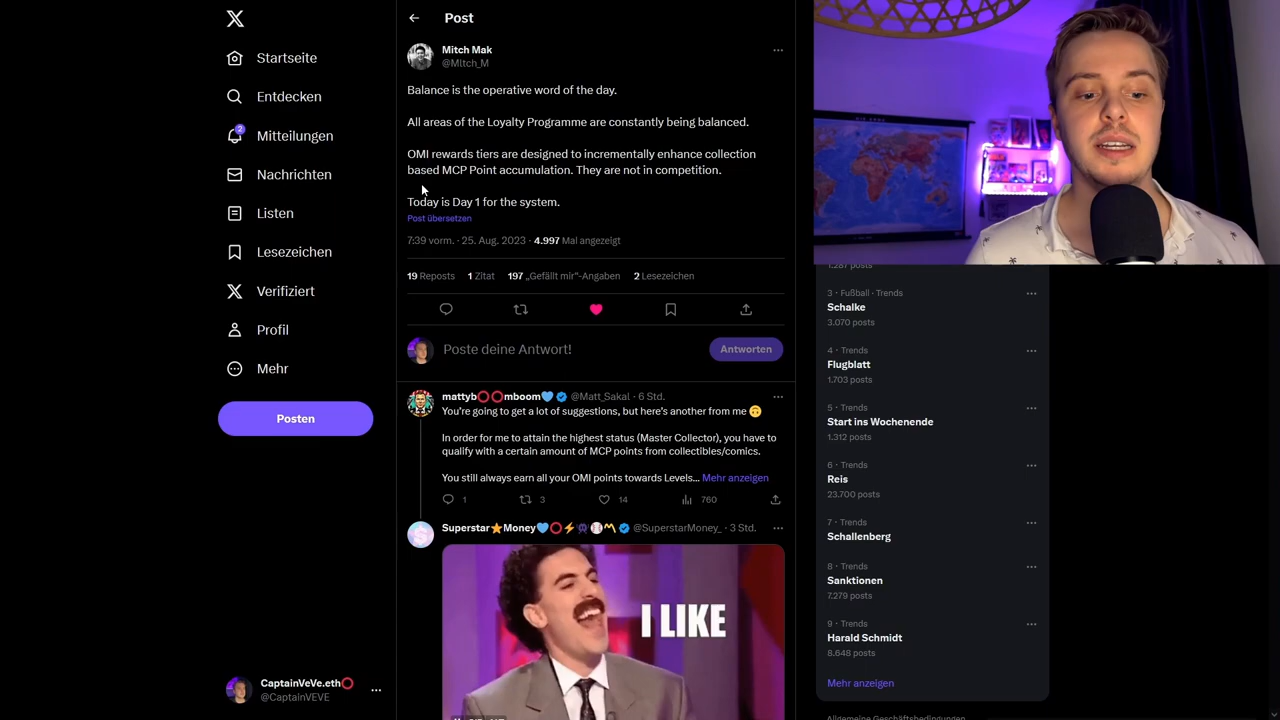 Post
Startseite
Entdecken
2
Mitteilungen
Nachrichten
Listen
Lesezeichen
Verifiziert
Profil
Mehr
Posten
CaptainVeVe.eth
@CaptainVEVE
Mitch Mak
@MItch_M
Balance is the operative word of the day.
All areas of the Loyalty Programme are constantly being balanced.
OMI rewards tiers are designed to incrementally enhance collection
based MCP Point accumulation. They are not in competition.
Today is Day 1 for the system.
Post übersetzen
7:39 vorm. · 25. Aug. 2023 · 4.997 Mal angezeigt
19 Reposts 1 Zitat 197 „Gefällt mir“-Angaben 2 Lesezeichen
Poste deine Antwort!
Antworten
mattyb⭕⭕mboom💙 @Matt_Sakal · 6 Std.
You're going to get a lot of suggestions, but here's another from me 🙃
In order for me to attain the highest status (Master Collector), you have to
qualify with a certain amount of MCP points from collectibles/comics.
You still always earn all your OMI points towards Levels... Mehr anzeigen
1 3 14 760
Superstar⭐Money @SuperstarMoney_ · 3 Std.
I LIKE
1.287 posts
3 · Fußball · Trends
Schalke
3.070 posts
4 · Trends
Flugblatt
1.703 posts
5 · Trends
Start ins Wochenende
1.312 posts
6 · Trends
Reis
23.700 posts
7 · Trends
Schallenberg
8 · Trends
Sanktionen
7.279 posts
9 · Trends
Harald Schmidt
8.648 posts
Mehr anzeigen
Allgemeine Geschäftsbedingungen